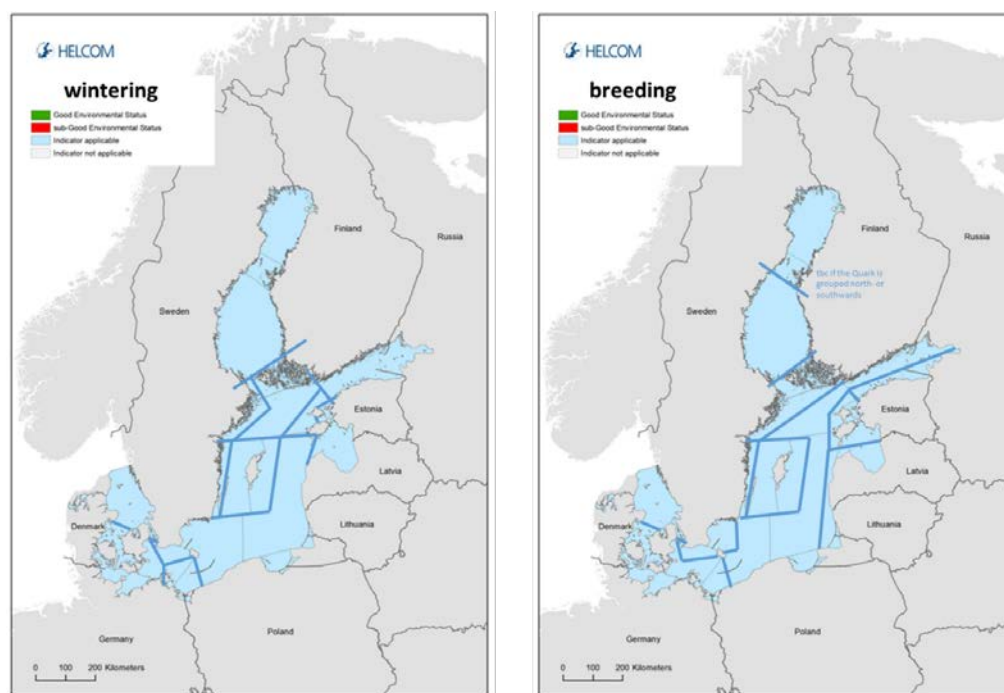 HELCOM
wintering
Good Environmental Status
sub-Good Environmental Status
Indicator applicable
Indicator not applicable
Finland
Russia
Sweden
Estonia
Latvia
Denmark
Lithuania
Poland
Germany
0 100 200 Kilometers
HELCOM
breeding
Good Environmental Status
sub-Good Environmental Status
Indicator applicable
Indicator not applicable
Finland
Russia
tbc if the Quark is
grouped north- or
southwards
Sweden
Estonia
Latvia
Denmark
Lithuania
Poland
Germany
0 100 200 Kilometers